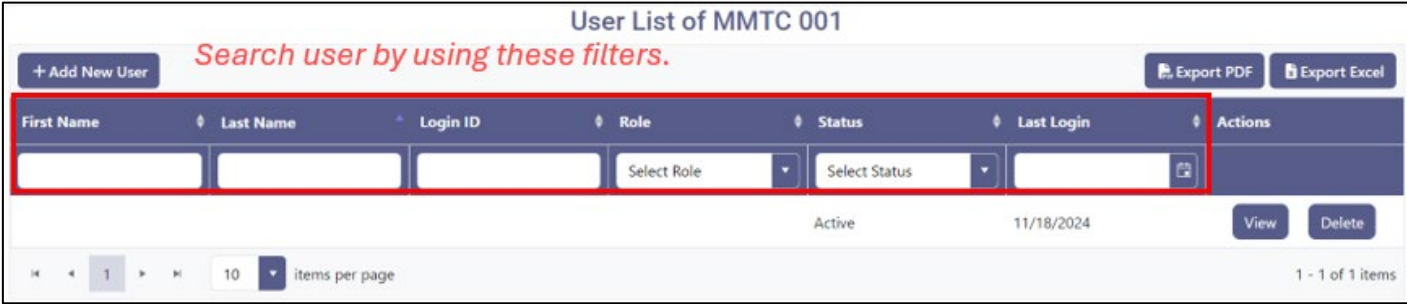 User List of MMTC 001
Search user by using these filters.
+ Add New User
Export PDF
Export Excel
First Name
Last Name
Login ID
Role
Status
Last Login
Actions
Select Role
Select Status
Active
11/18/2024
View
Delete
1
10
items per page
1 - 1 of 1 items